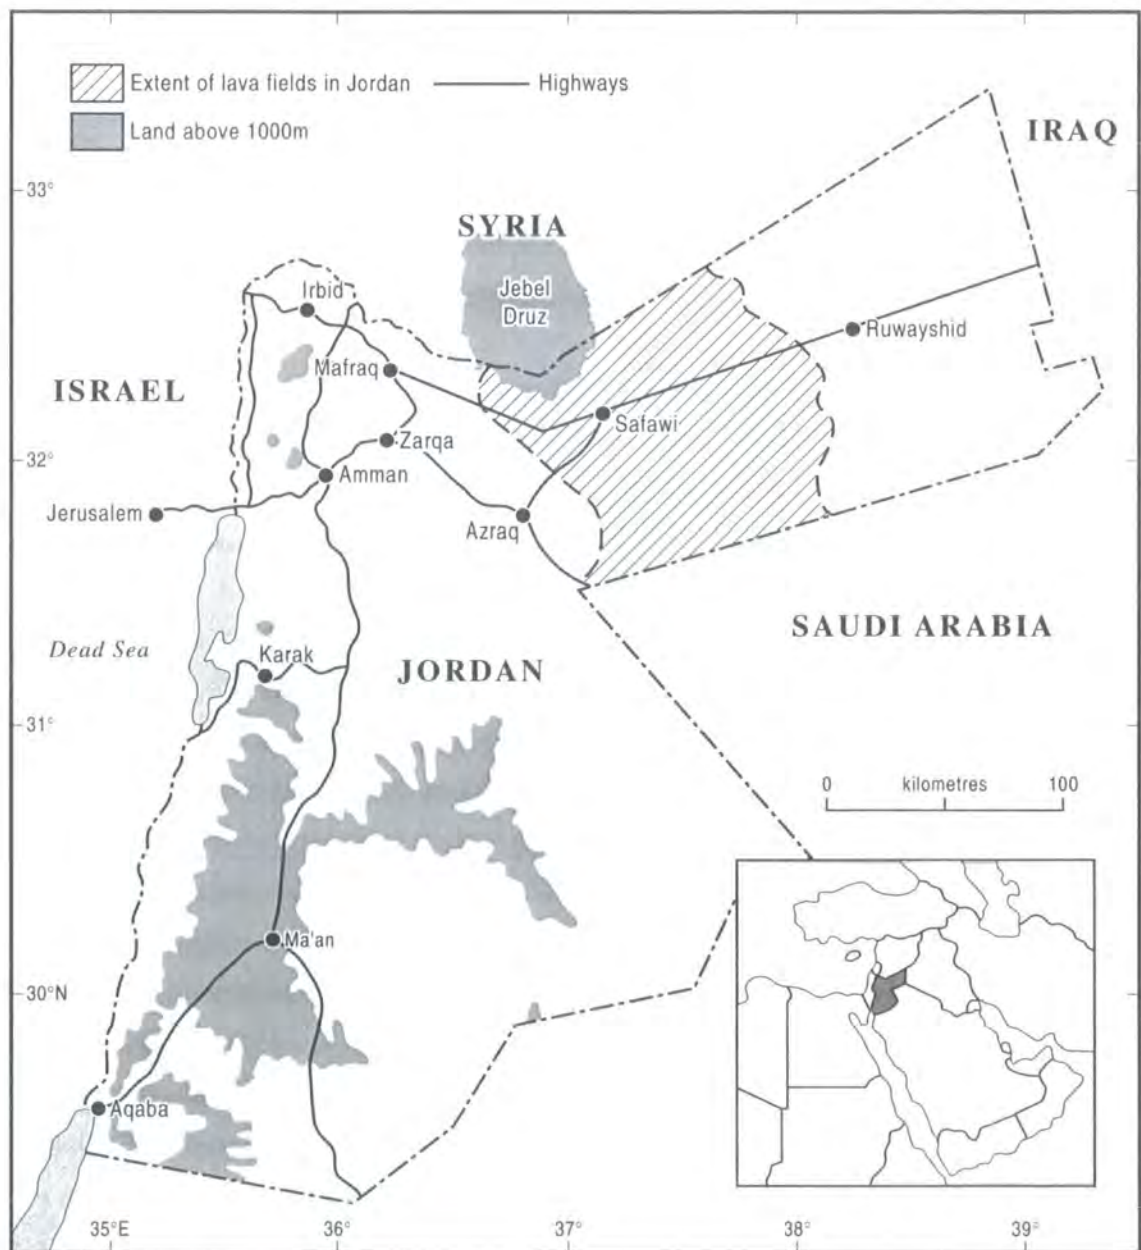 Extent of lava fields in Jordan
Highways
Land above 1000m
IRAQ
33°
SYRIA
Jebel
Druz
Irbid
Ruwayshid
Mafraq
ISRAEL
Safawi
Zarqa
32°
Amman
Jerusalem
Azraq
SAUDI ARABIA
Dead Sea
Karak
JORDAN
31°
0 kilometres 100
Ma'an
30°N
Aqaba
35°E 36° 37° 38° 39°